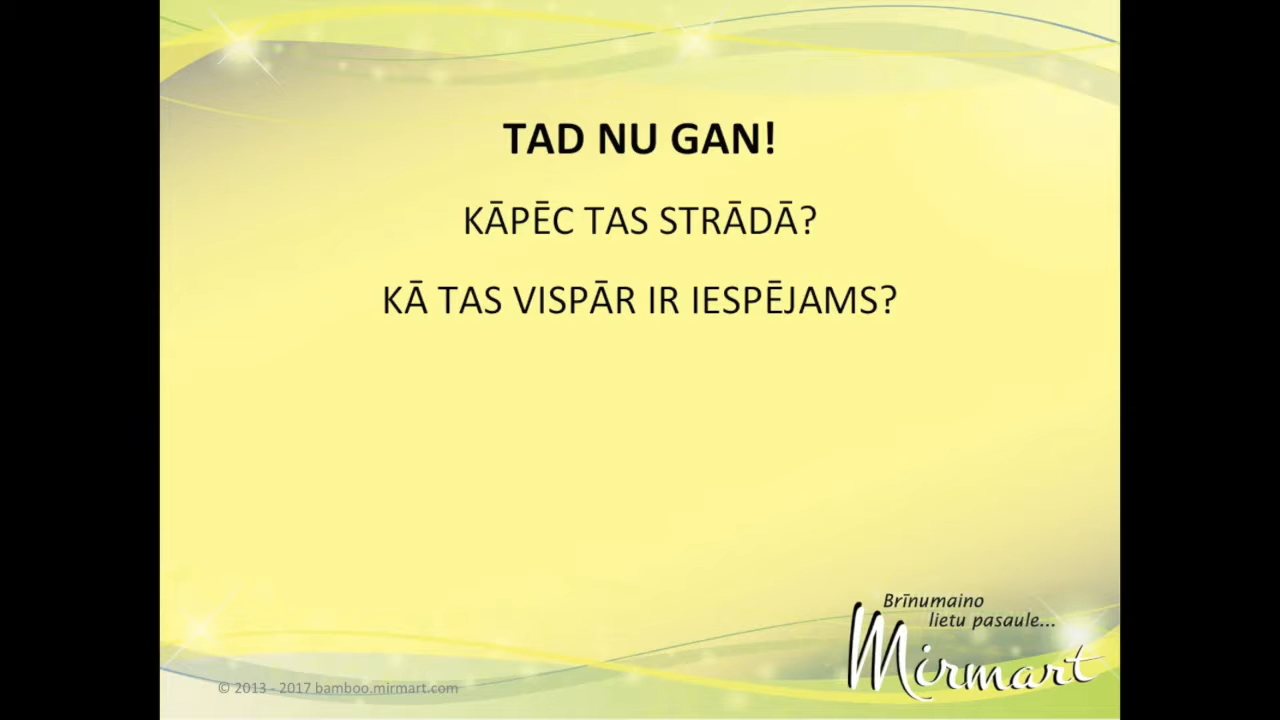 TAD NU GAN!
KĀPĒC TAS STRĀDĀ?
KĀ TAS VISPĀR IR IESPĒJAMS?
Brīnumaino
lietu pasaule...
Mirmart
© 2013 - 2017 bamboo.mirmart.com